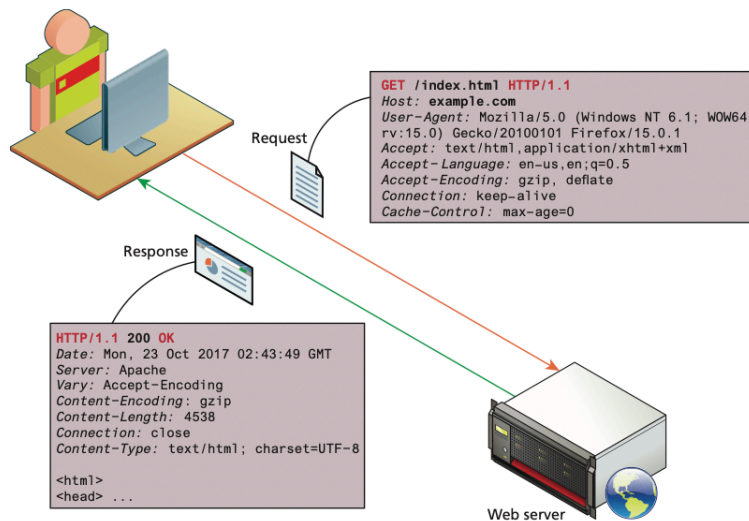 GET /index.html HTTP/1.1
Host: example.com
User-Agent: Mozilla/5.0 (Windows NT 6.1; WOW64
rv:15.0) Gecko/20100101 Firefox/15.0.1
Accept: text/html,application/xhtml+xml
Accept-Language: en-us,en;q=0.5
Accept-Encoding: gzip, deflate
Connection: keep-alive
Cache-Control: max-age=0
Request
Response
HTTP/1.1 200 OK
Date: Mon, 23 Oct 2017 02:43:49 GMT
Server: Apache
Vary: Accept-Encoding
Content-Encoding: gzip
Content-Length: 4538
Connection: close
Content-Type: text/html; charset=UTF-8
<html>
<head> ...
Web server